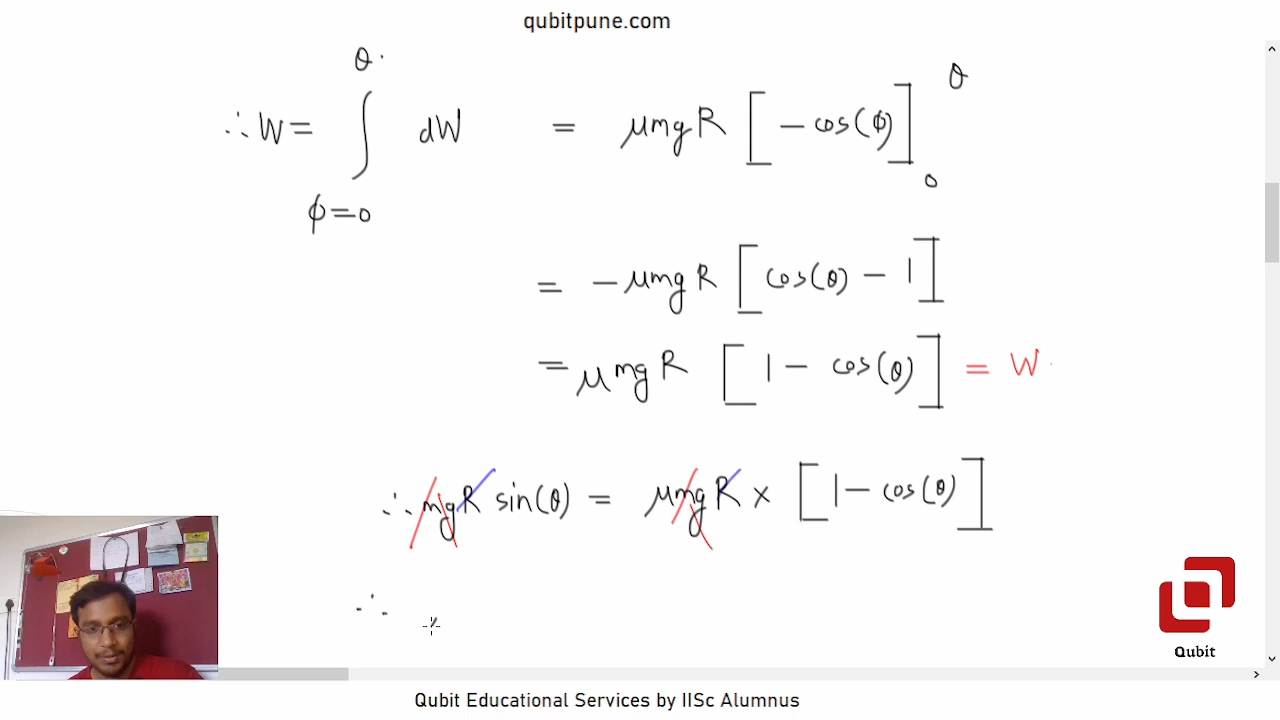 qubitpune.com
∴ W = ∫_{ϕ=0}^{θ} dW = μmgR [− cos(ϕ)]_0^θ
= − μmgR [cos(θ) − 1]
= μmgR [1 − cos(θ)] = W
∴ mgR sin(θ) = μmgR × [1 − cos(θ)]
∴
Qubit
Qubit Educational Services by IISc Alumnus